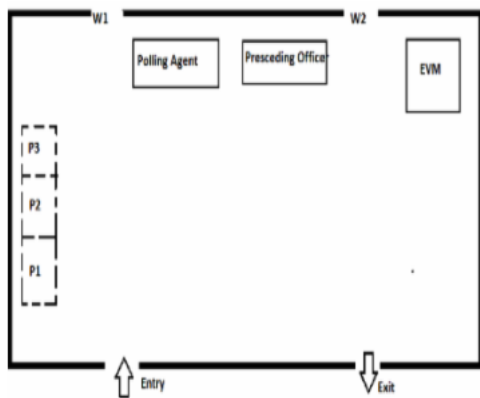 W1
W2
Polling Agent
Presceding Officer
EVM
P3
P2
P1
Entry
Exit